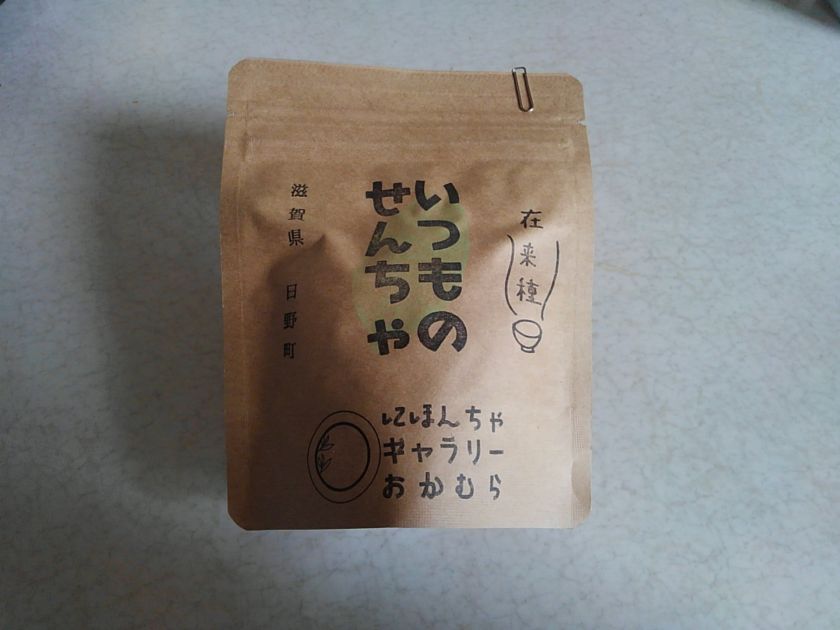 在来種
いつもの
せんちゃ
滋賀県 日野町
にほんちゃ
ギャラリー
おかむら